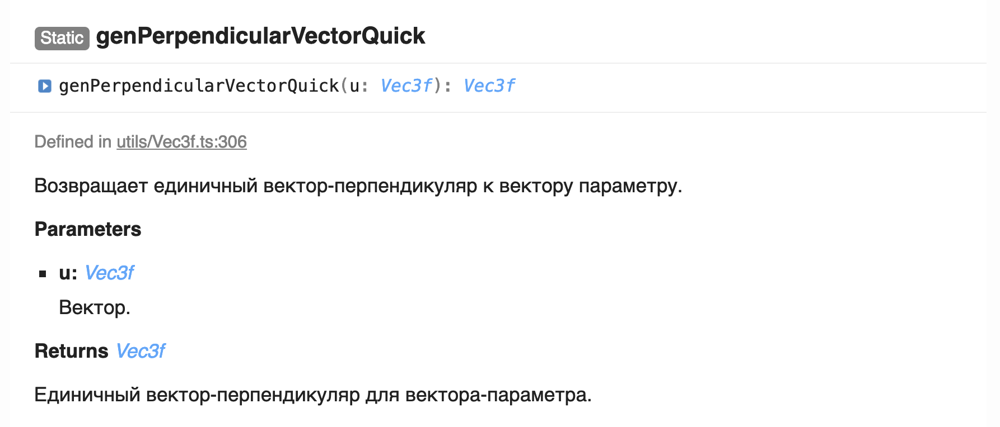 Static genPerpendicularVectorQuick
genPerpendicularVectorQuick(u: Vec3f): Vec3f
Defined in utils/Vec3f.ts:306
Возвращает единичный вектор-перпендикуляр к вектору параметру.
Parameters
u: Vec3f
Вектор.
Returns Vec3f
Единичный вектор-перпендикуляр для вектора-параметра.